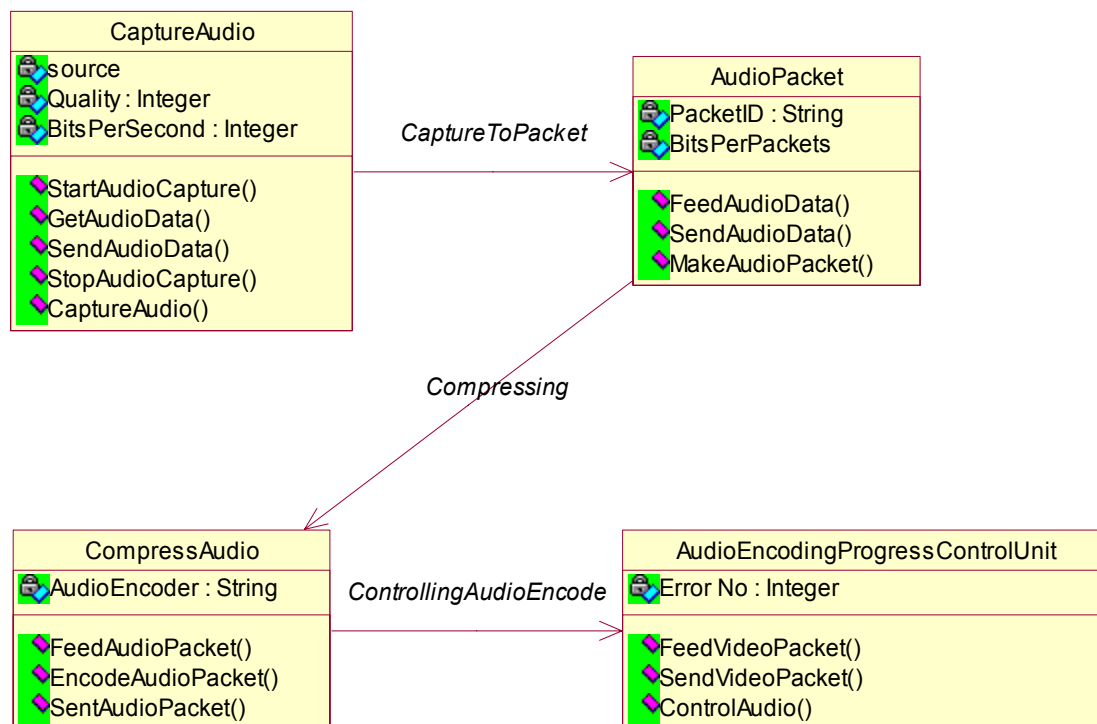 CaptureAudio
source
Quality : Integer
BitsPerSecond : Integer
StartAudioCapture()
GetAudioData()
SendAudioData()
StopAudioCapture()
CaptureAudio()
CaptureToPacket
AudioPacket
PacketID : String
BitsPerPackets
FeedAudioData()
SendAudioData()
MakeAudioPacket()
Compressing
CompressAudio
AudioEncoder : String
FeedAudioPacket()
EncodeAudioPacket()
SentAudioPacket()
ControllingAudioEncode
AudioEncodingProgressControlUnit
Error No : Integer
FeedVideoPacket()
SendVideoPacket()
ControlAudio()